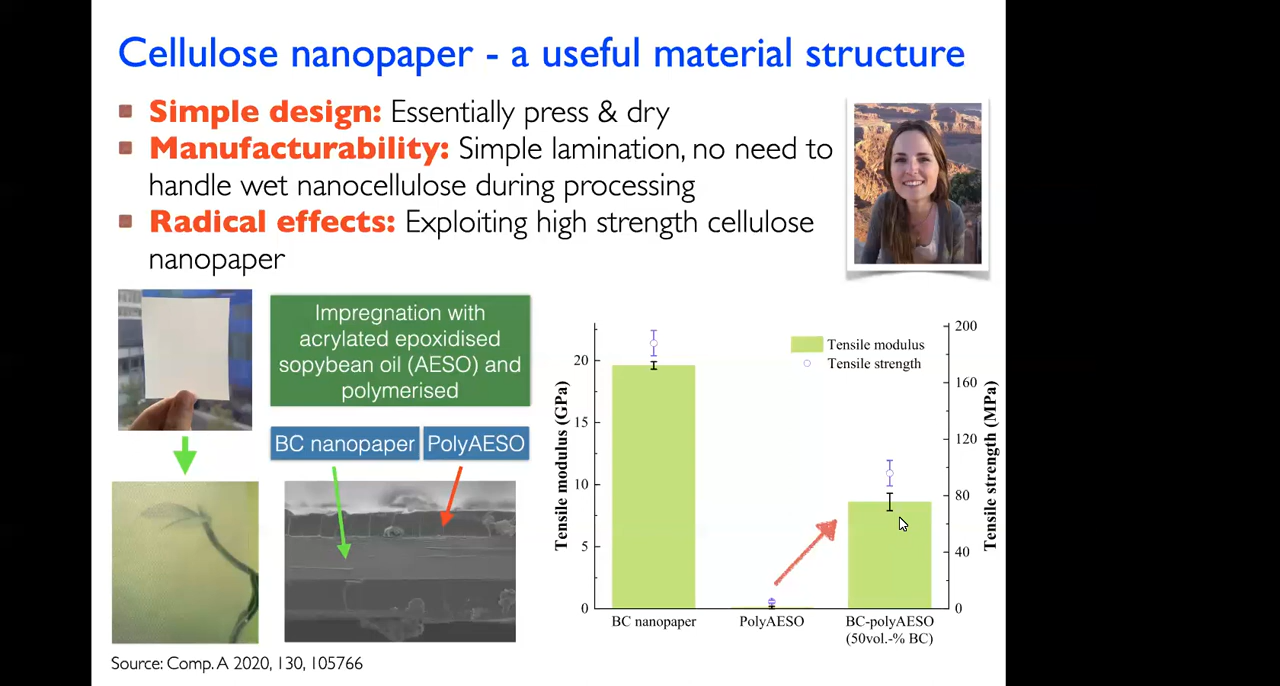 Cellulose nanopaper - a useful material structure
Simple design: Essentially press & dry
Manufacturability: Simple lamination, no need to
handle wet nanocellulose during processing
Radical effects: Exploiting high strength cellulose
nanopaper
Impregnation with
acrylated epoxidised
sopybean oil (AESO) and
polymerised
BC nanopaper
PolyAESO
Tensile modulus (GPa)
20
15
10
5
0
Tensile modulus
Tensile strength
200
160
120
80
40
0
Tensile strength (MPa)
BC nanopaper
PolyAESO
BC-polyAESO
(50vol.-% BC)
Source: Comp. A 2020, 130, 105766